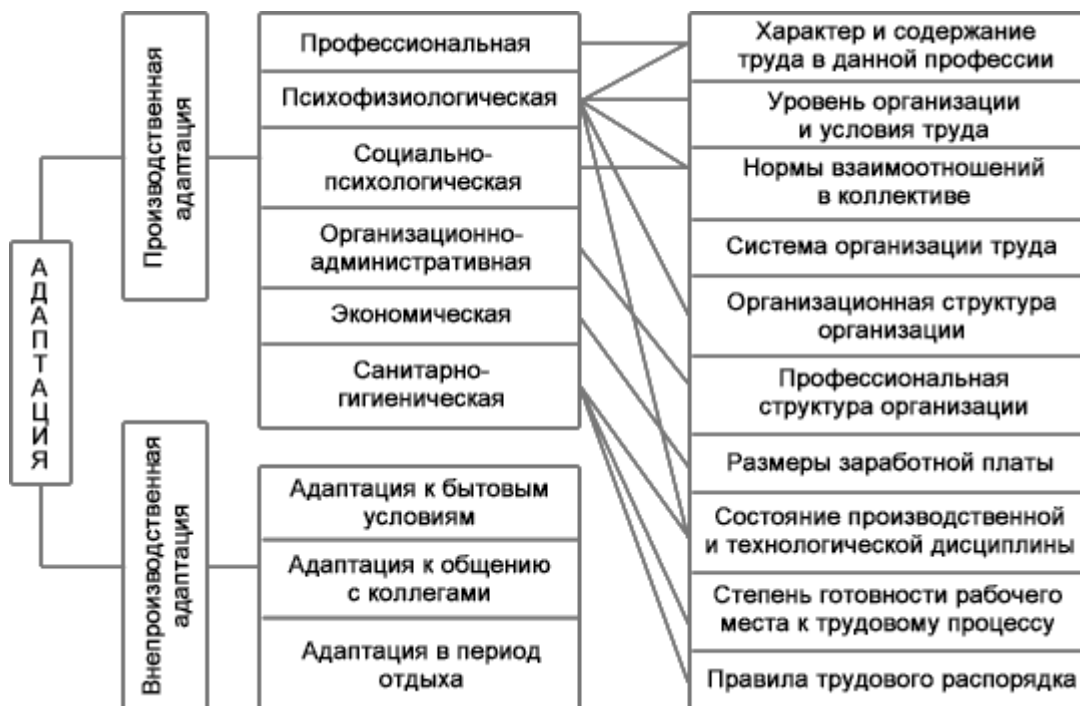 АДАПТАЦИЯ
Производственная
адаптация
Внепроизводственная
адаптация
Профессиональная
Психофизиологическая
Социально-
психологическая
Организационно-
административная
Экономическая
Санитарно-
гигиеническая
Адаптация к бытовым
условиям
Адаптация к общению
с коллегами
Адаптация в период
отдыха
Характер и содержание
труда в данной профессии
Уровень организации
и условия труда
Нормы взаимоотношений
в коллективе
Система организации труда
Организационная структура
организации
Профессиональная
структура организации
Размеры заработной платы
Состояние производственной
и технологической дисциплины
Степень готовности рабочего
места к трудовому процессу
Правила трудового распорядка